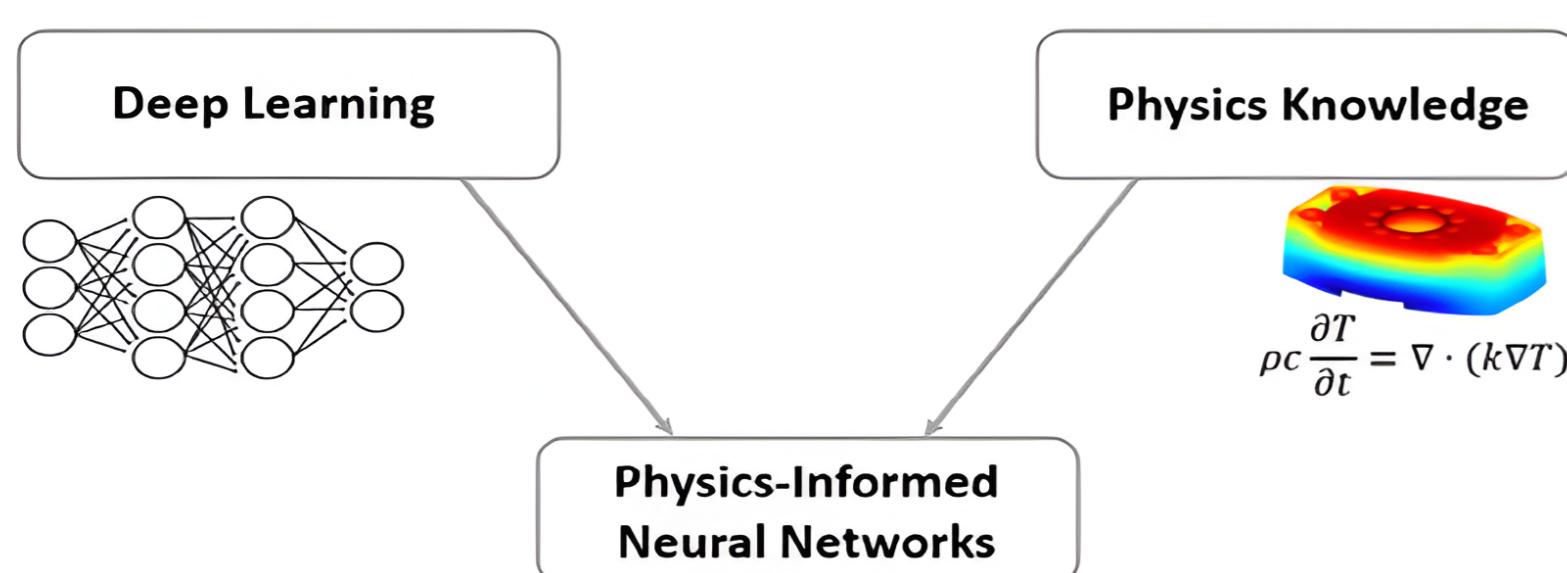 Deep Learning
Physics Knowledge
ρc ∂T/∂t = ∇ · (k∇T)
Physics-Informed
Neural Networks